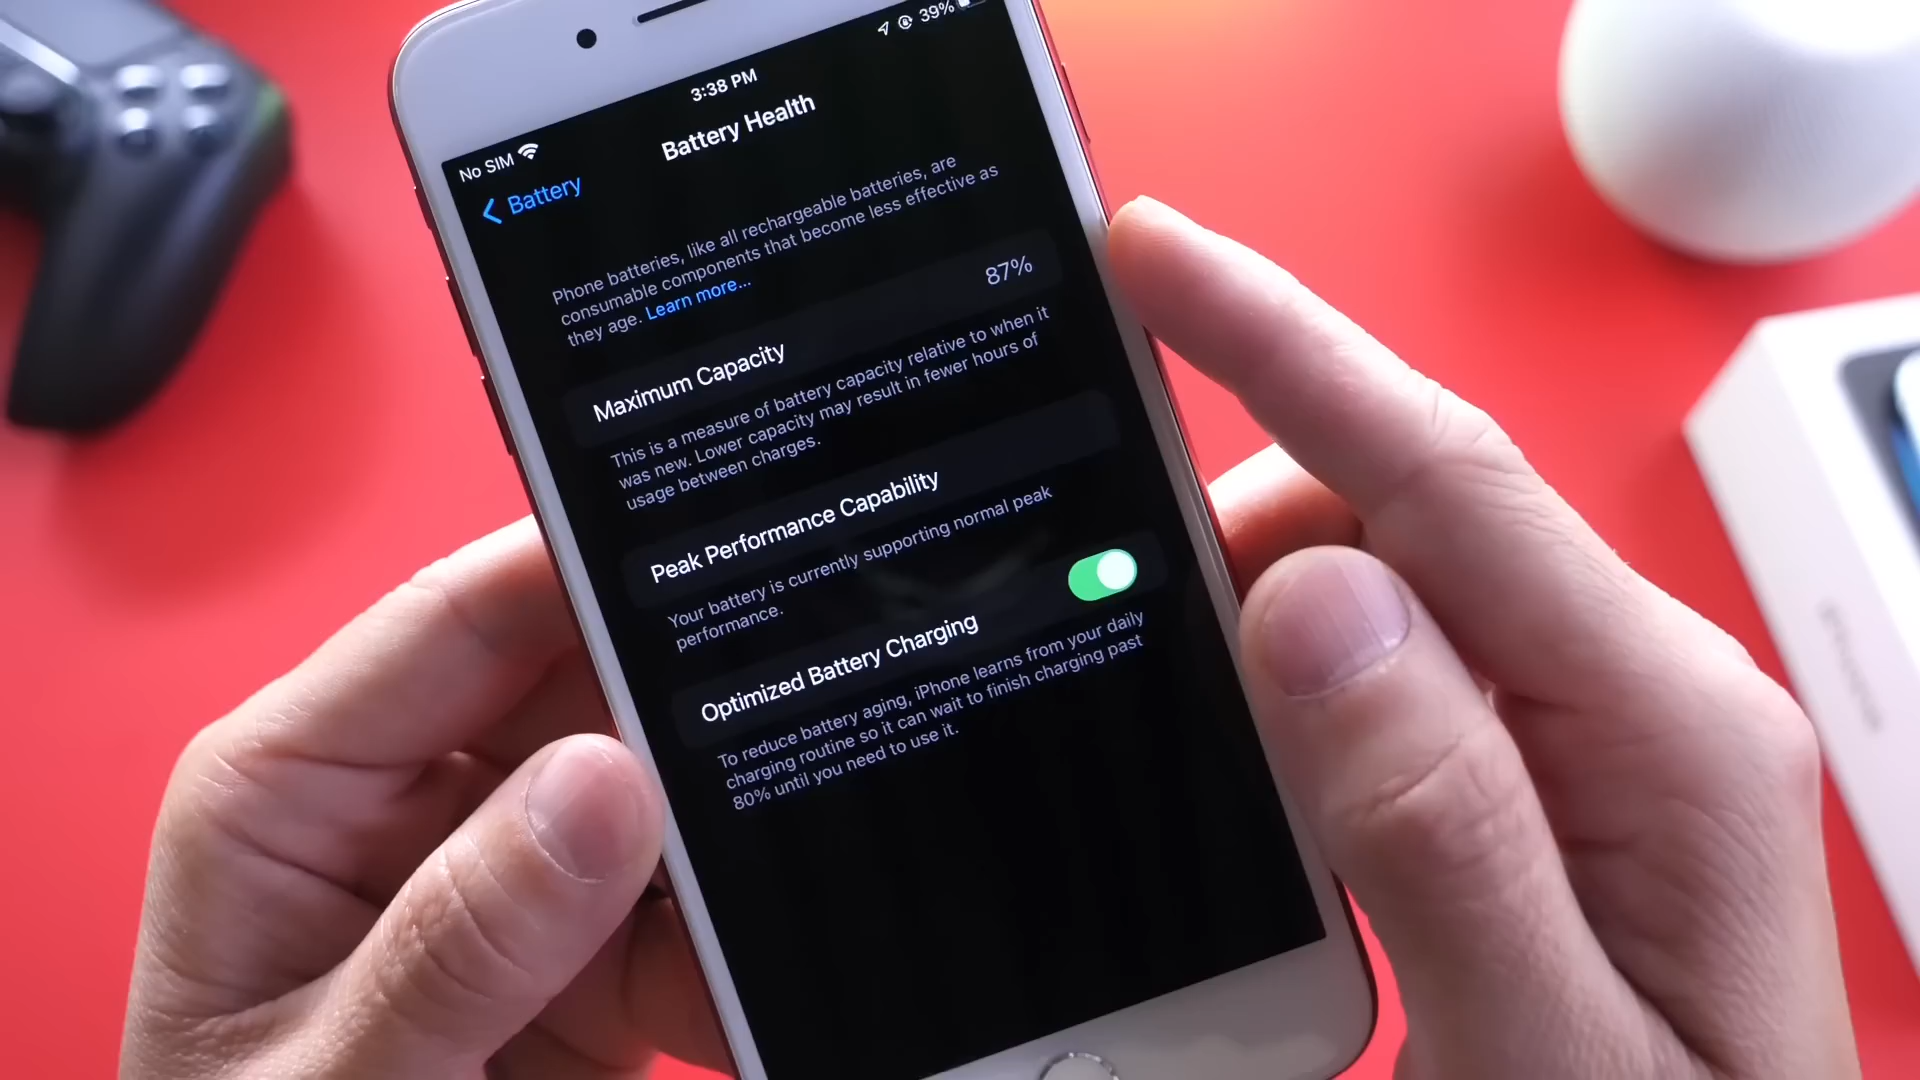 39%
3:38 PM
No SIM
Battery Health
Battery
Phone batteries, like all rechargeable batteries, are
consumable components that become less effective as
they age. Learn more...
Maximum Capacity 87%
This is a measure of battery capacity relative to when it
was new. Lower capacity may result in fewer hours of
usage between charges.
Peak Performance Capability
Your battery is currently supporting normal peak
performance.
Optimized Battery Charging
To reduce battery aging, iPhone learns from your daily
charging routine so it can wait to finish charging past
80% until you need to use it.